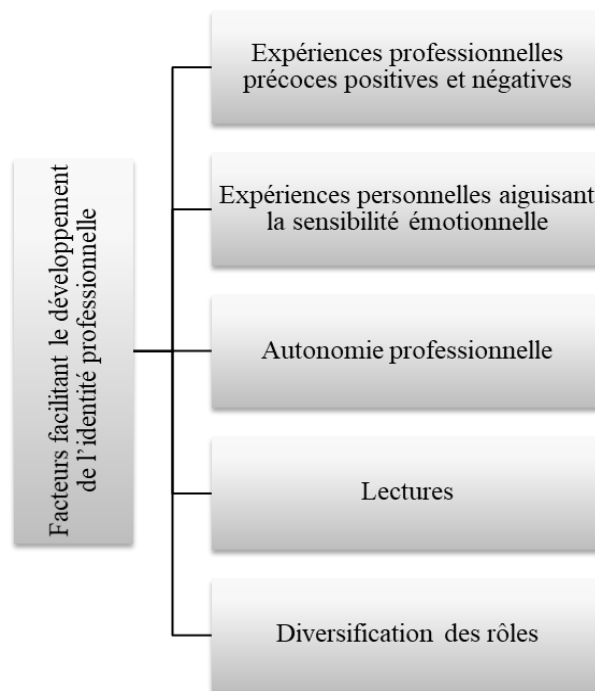 Facteurs facilitant le développement
de l’identité professionnelle
Expériences professionnelles
précoces positives et négatives
Expériences personnelles aiguisant
la sensibilité émotionnelle
Autonomie professionnelle
Lectures
Diversification des rôles